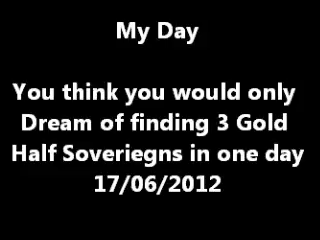 My Day
You think you would only
Dream of finding 3 Gold
Half Soveriegns in one day
17/06/2012